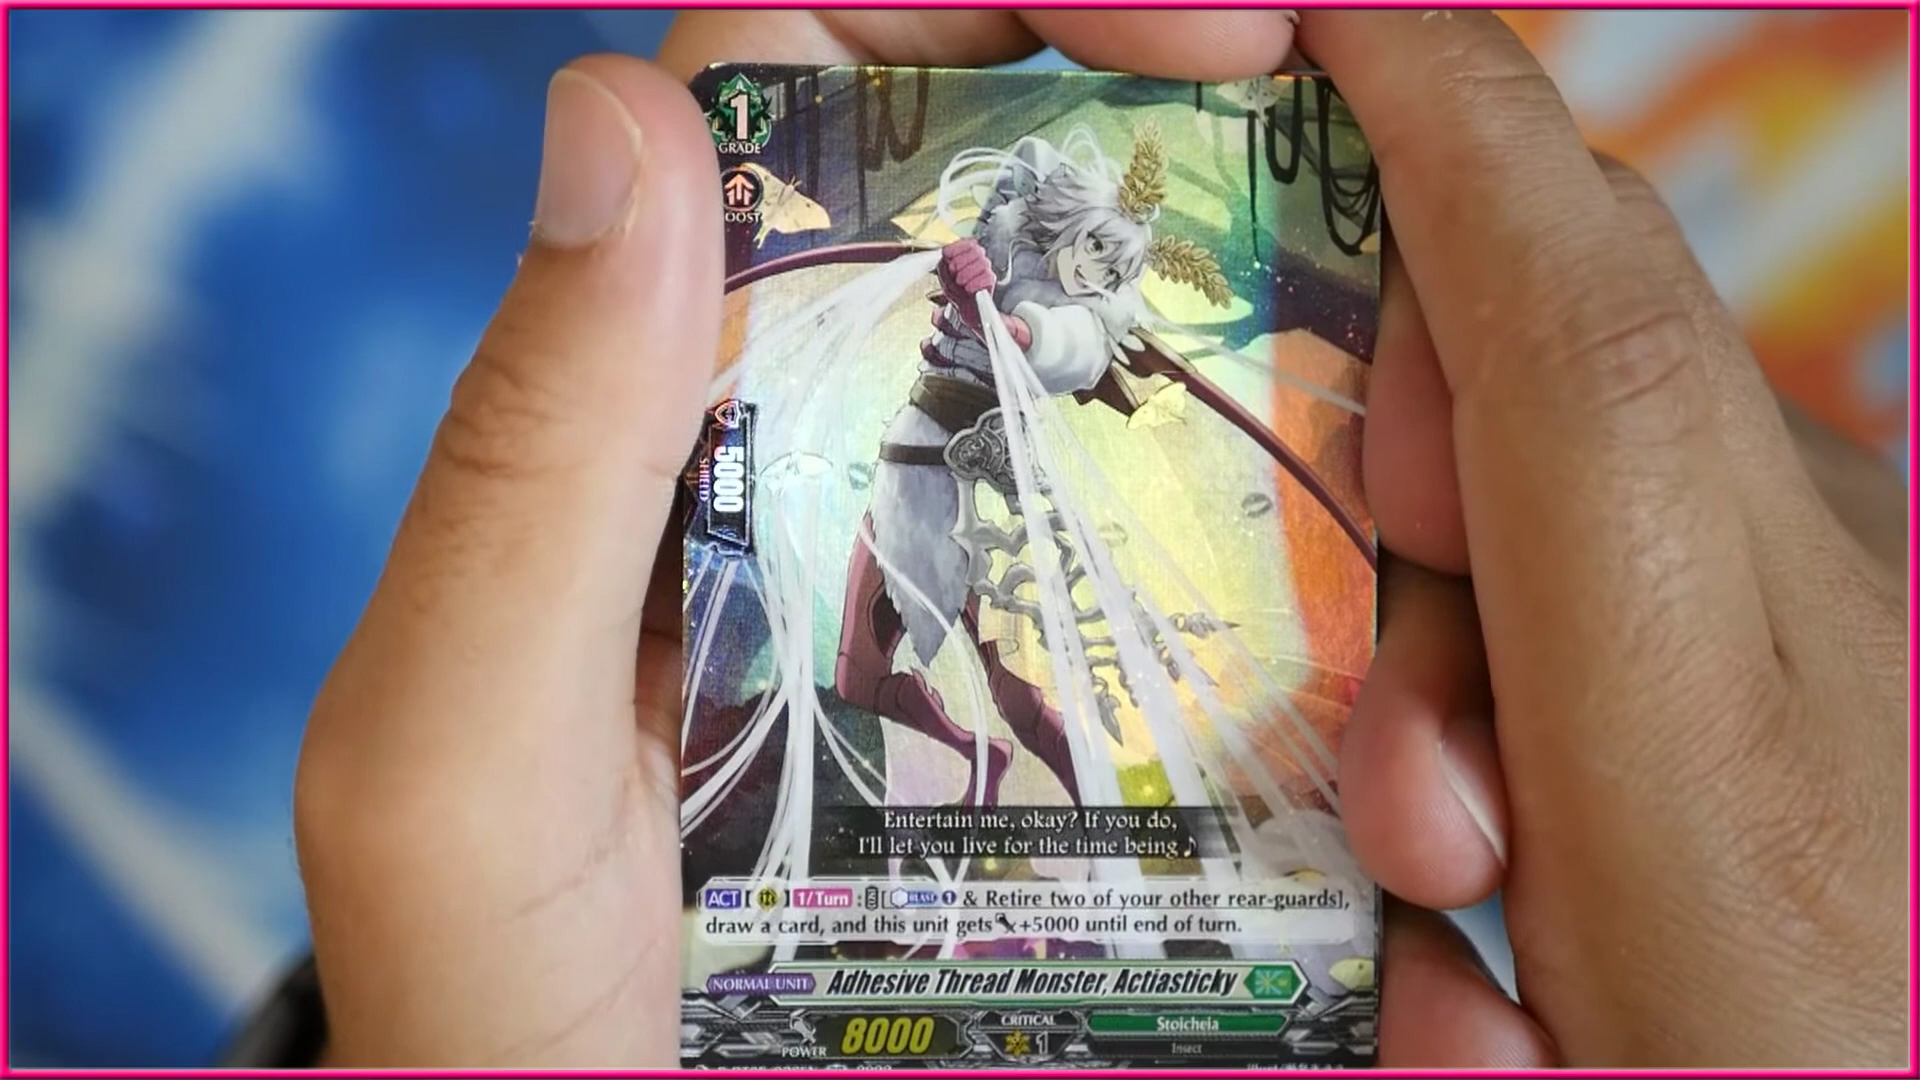 1
GRADE
OOST
5000
SHIELD
Entertain me, okay? If you do,
I'll let you live for the time being♪
ACT [ ] 1/Turn : [ BLAST 1 & Retire two of your other rear-guards],
draw a card, and this unit gets +5000 until end of turn.
NORMAL UNIT Adhesive Thread Monster, Actiasticky
POWER 8000 CRITICAL 1 Stoicheia
Insect